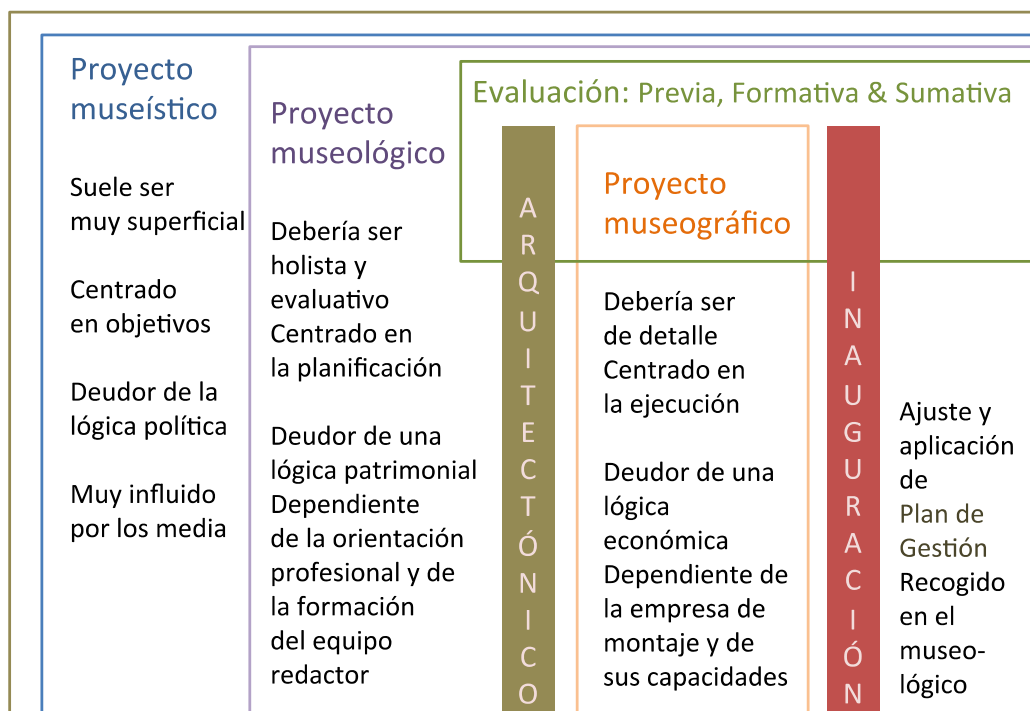 Proyecto
museístico
Suele ser
muy superficial
Centrado
en objetivos
Deudor de la
lógica política
Muy influido
por los media
Proyecto
museológico
Debería ser
holista y
evaluativo
Centrado en
la planificación
Deudor de una
lógica patrimonial
Dependiente
de la orientación
profesional y de
la formación
del equipo
redactor
Evaluación: Previa, Formativa & Sumativa
ARQUITECTÓNICO
Proyecto
museográfico
Debería ser
de detalle
Centrado en
la ejecución
Deudor de una
lógica
económica
Dependiente de
la empresa de
montaje y de
sus capacidades
INAUGURACIÓN
Ajuste y
aplicación
de
Plan de
Gestión
Recogido
en el
museo-
lógico